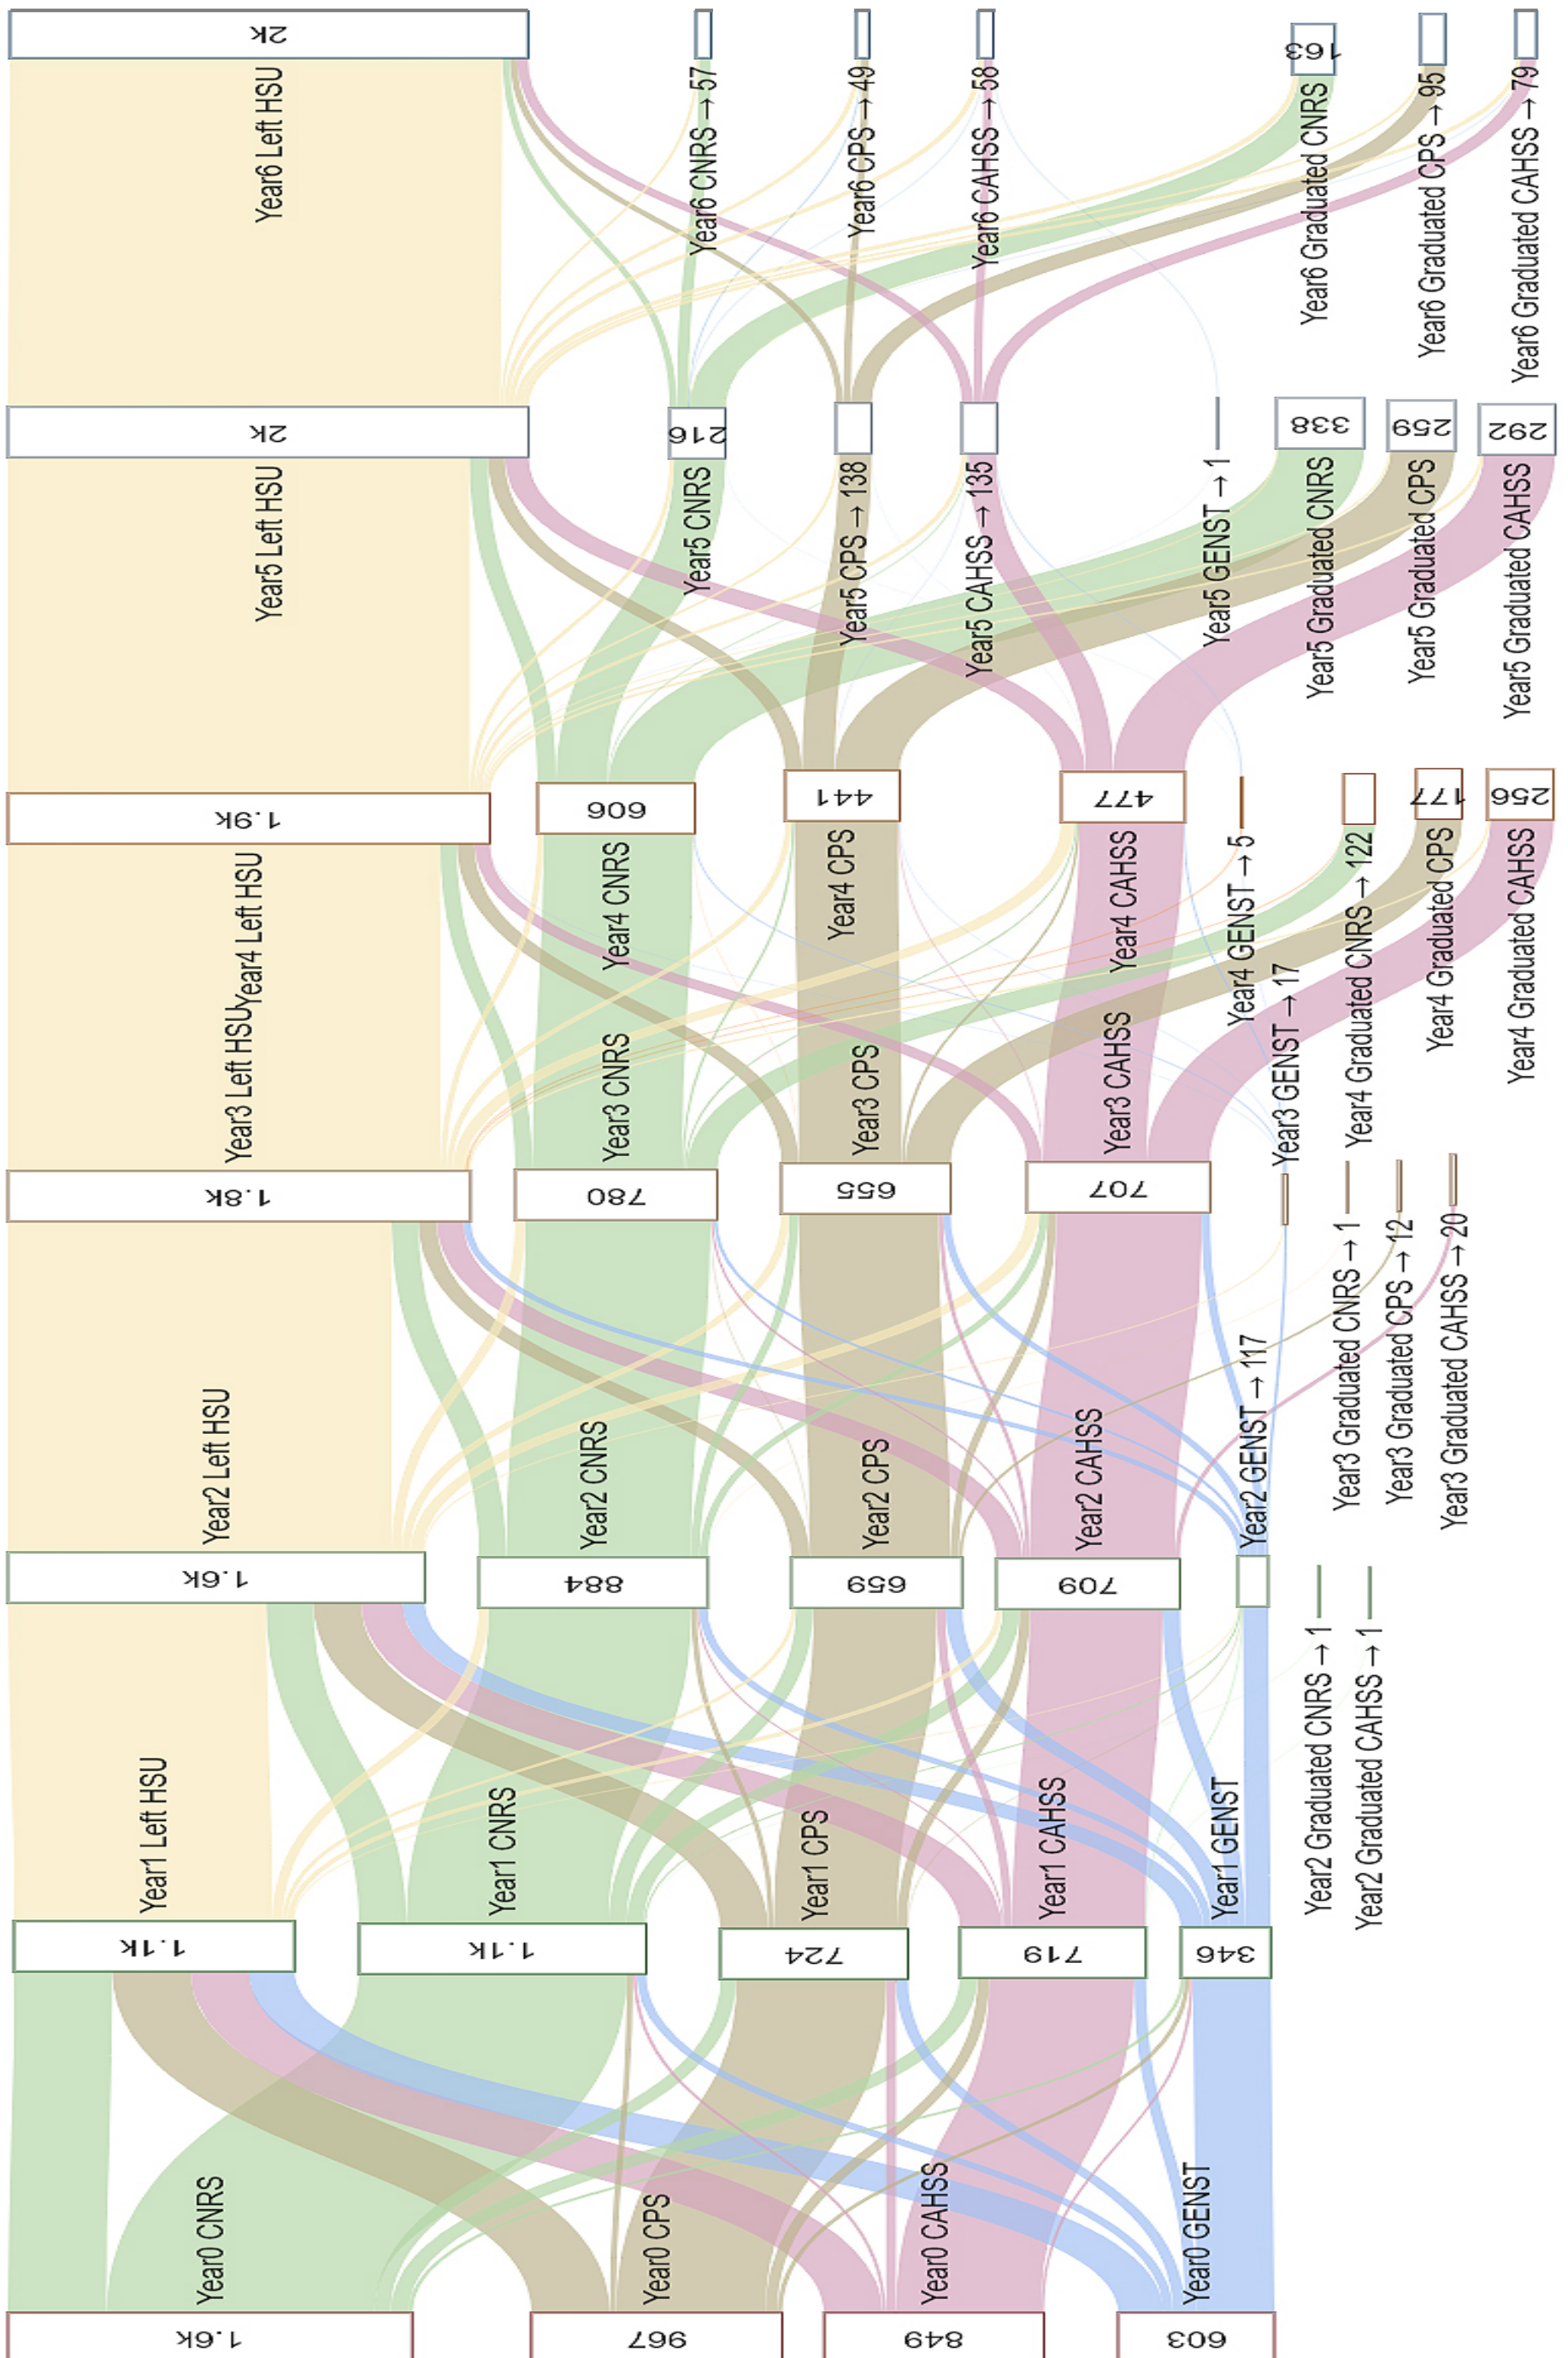 Year0 CNRS
1.6k
Year0 CPS
967
Year0 CAHSS
849
Year0 GENST
603
Year1 Left HSU
1.1k
Year1 CNRS
1.1k
Year1 CPS
724
Year1 CAHSS
719
Year1 GENST
346
Year2 Left HSU
1.6k
Year2 CNRS
884
Year2 CPS
659
Year2 CAHSS
709
Year2 GENST → 117
Year2 Graduated CNRS → 1
Year2 Graduated CAHSS → 1
Year3 Left HSU
1.8k
Year3 CNRS
780
Year3 CPS
655
Year3 CAHSS
707
Year3 GENST → 17
Year3 Graduated CNRS → 1
Year3 Graduated CPS → 12
Year3 Graduated CAHSS → 20
Year4 Left HSU
1.9k
Year4 CNRS
606
Year4 CPS
441
Year4 CAHSS
477
Year4 GENST → 5
Year4 Graduated CNRS → 122
Year4 Graduated CPS
177
Year4 Graduated CAHSS
256
Year5 Left HSU
2k
Year5 CNRS
216
Year5 CPS → 138
Year5 CAHSS → 135
Year5 GENST → 1
Year5 Graduated CNRS
338
Year5 Graduated CPS
259
Year5 Graduated CAHSS
292
Year6 Left HSU
2k
Year6 CNRS → 57
Year6 CPS → 49
Year6 CAHSS → 58
Year6 Graduated CNRS
163
Year6 Graduated CPS → 95
Year6 Graduated CAHSS → 79